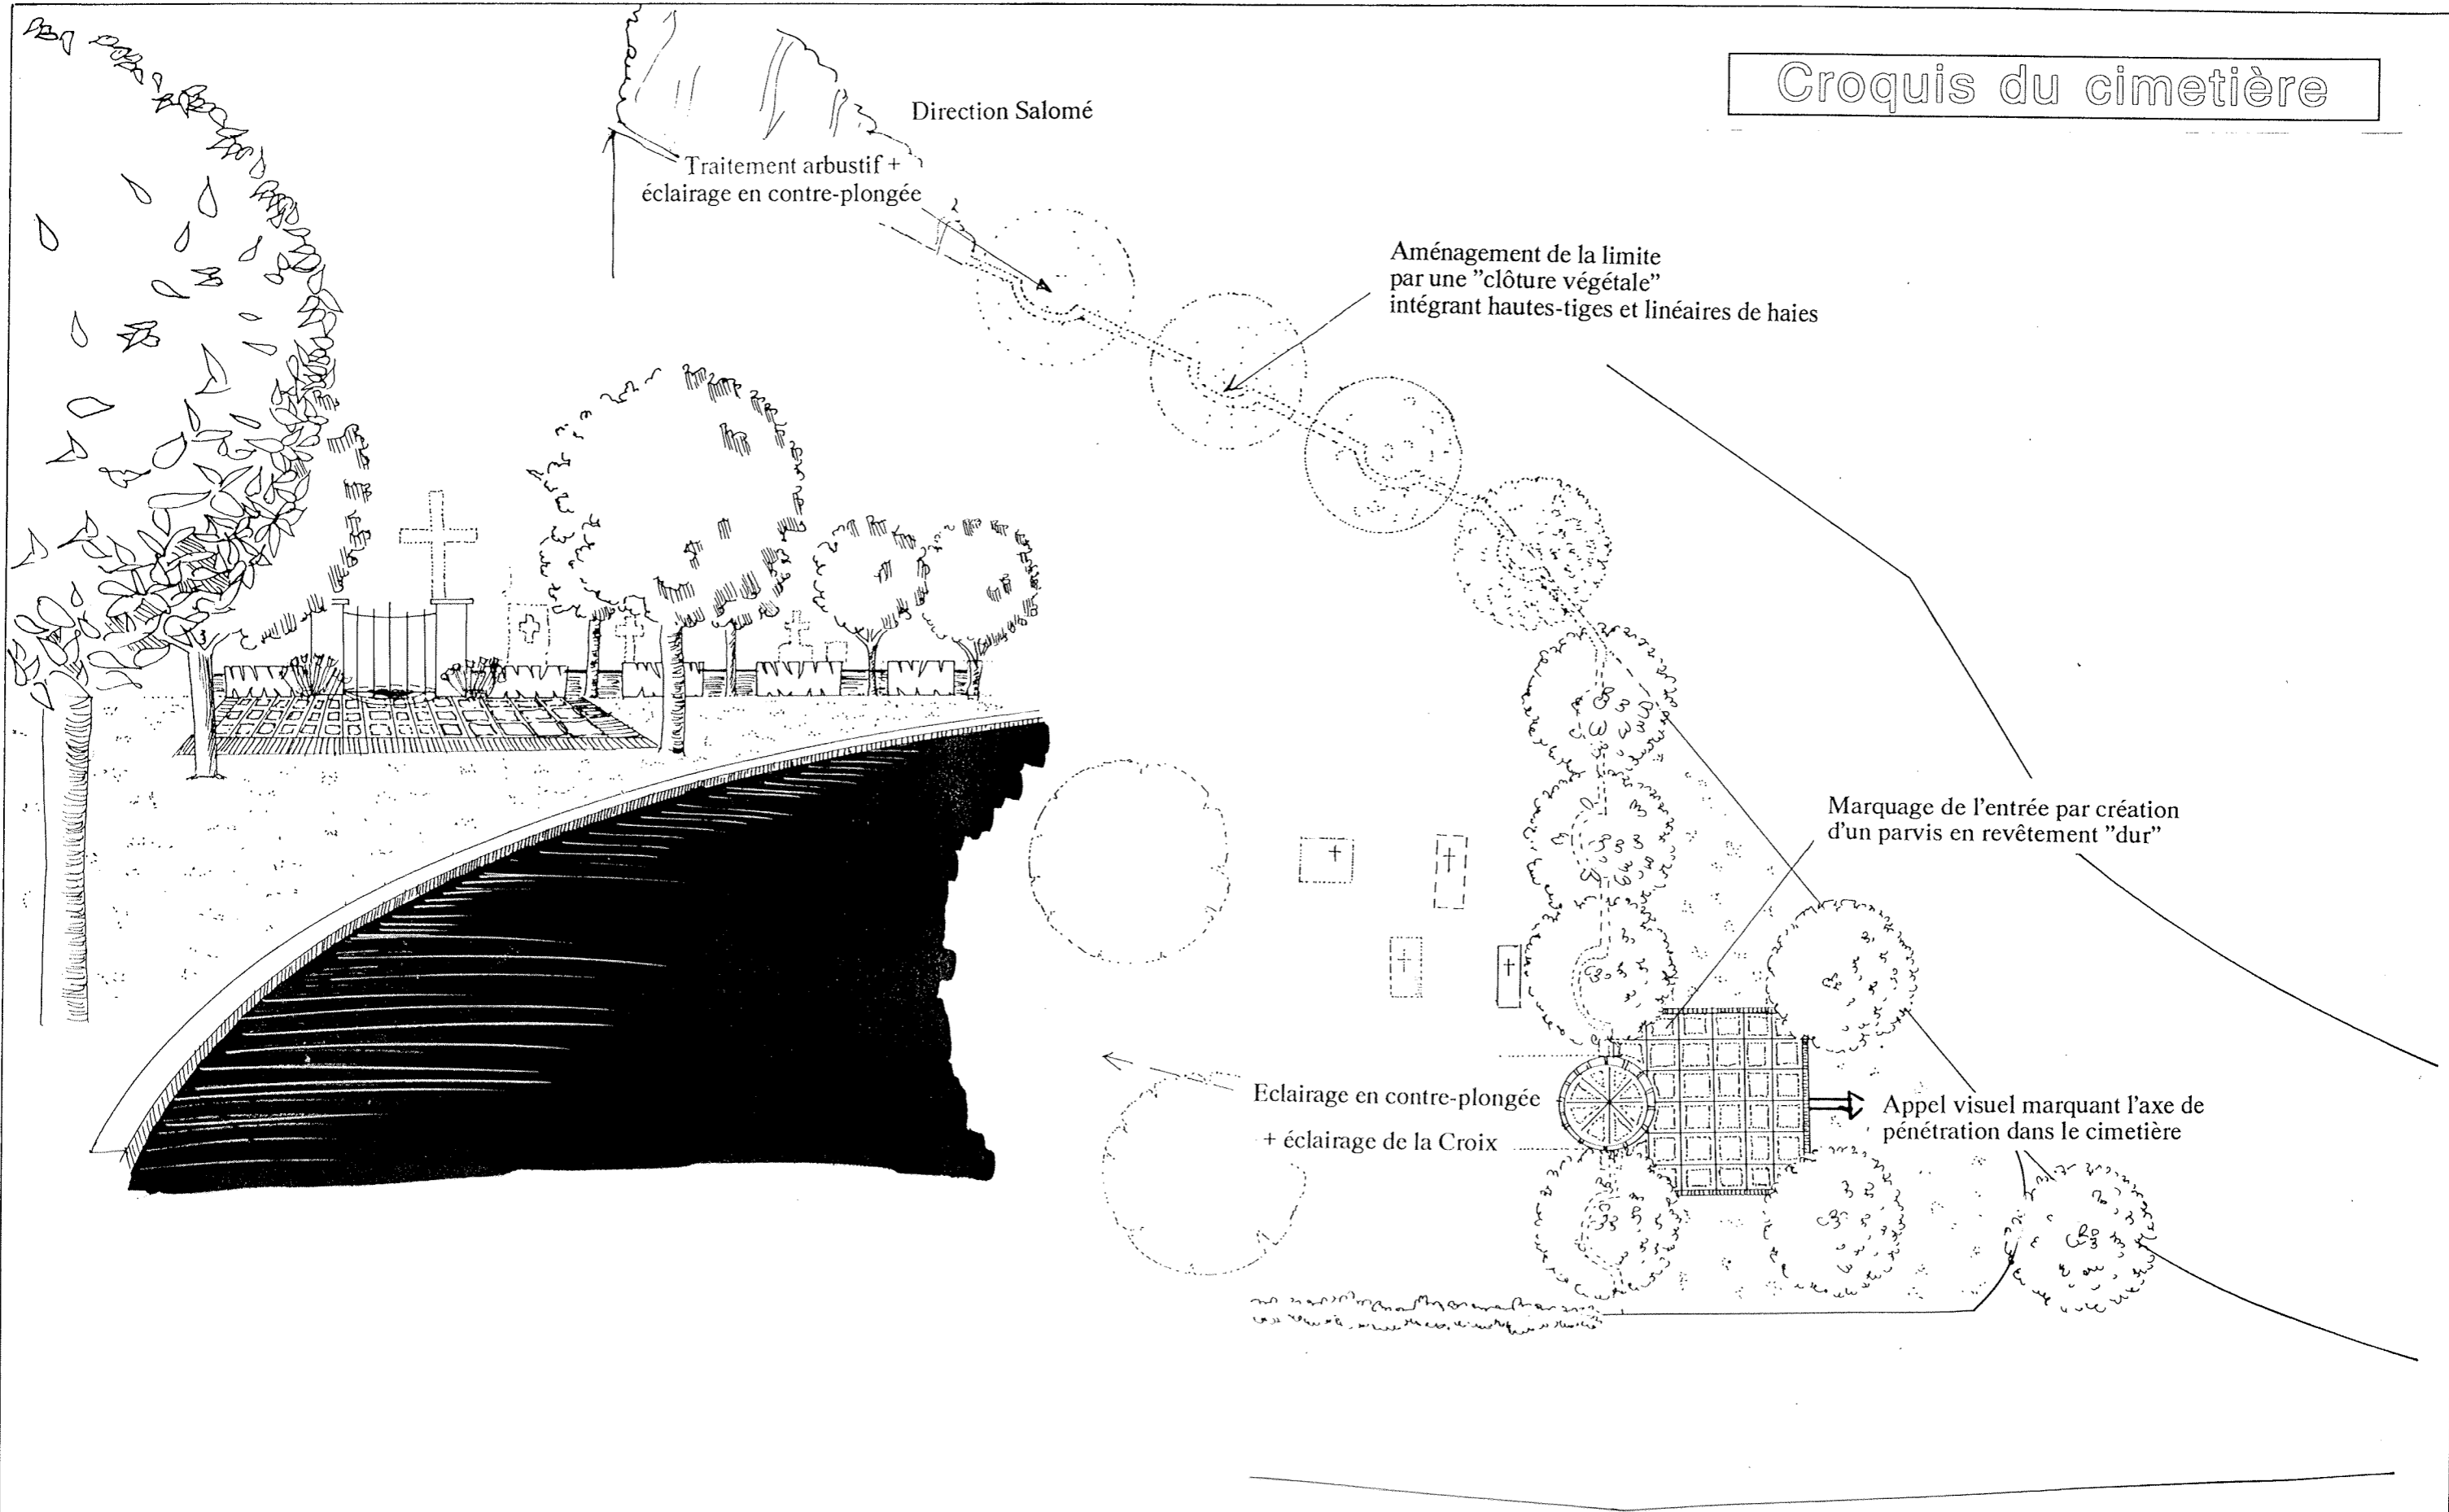 Croquis du cimetière
Direction Salomé
Traitement arbustif +
éclairage en contre-plongée
Aménagement de la limite
par une "clôture végétale"
intégrant hautes-tiges et linéaires de haies
Marquage de l'entrée par création
d'un parvis en revêtement "dur"
Eclairage en contre-plongée
+ éclairage de la Croix
Appel visuel marquant l'axe de
pénétration dans le cimetière